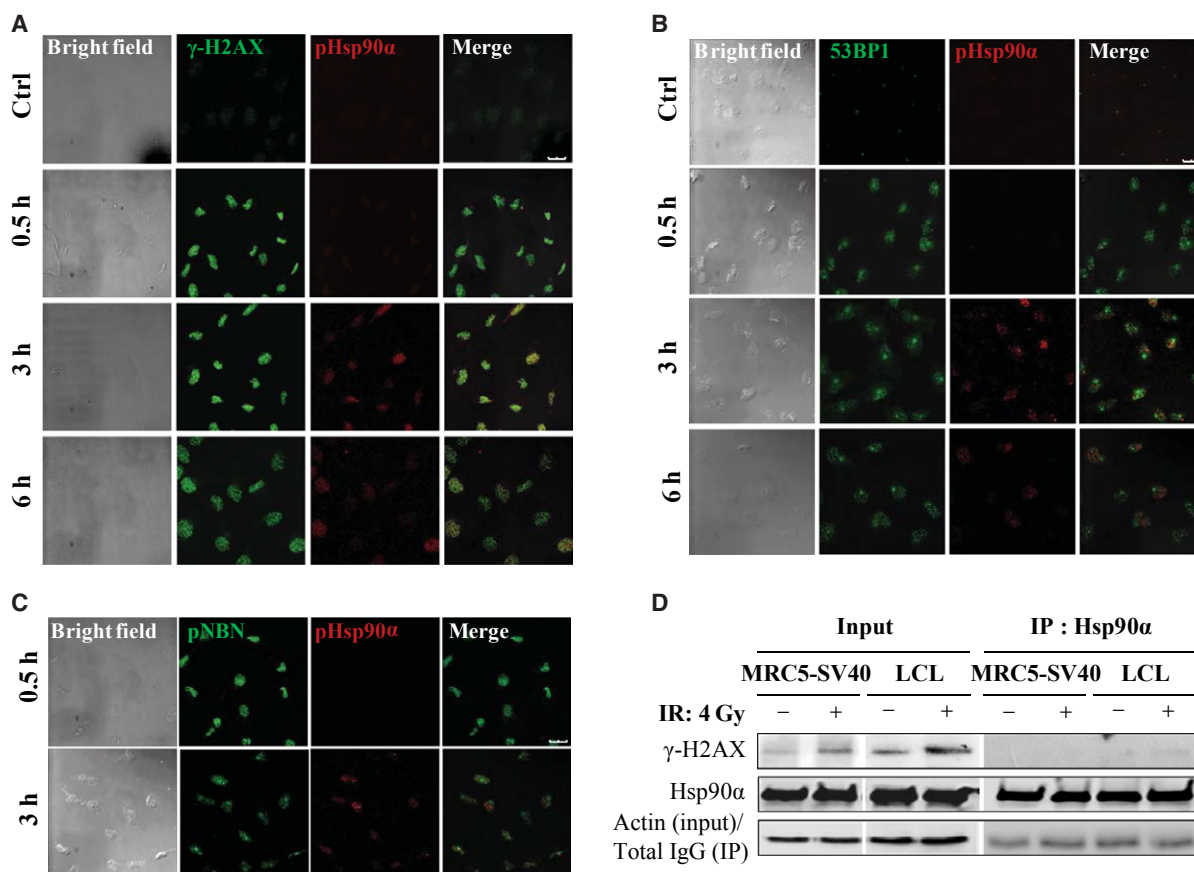 A
Bright field γ-H2AX pHsp90α Merge
Ctrl
0.5 h
3 h
6 h
B
Bright field 53BP1 pHsp90α Merge
Ctrl
0.5 h
3 h
6 h
C
Bright field pNBN pHsp90α Merge
0.5 h
3 h
D
Input IP : Hsp90α
MRC5-SV40 LCL MRC5-SV40 LCL
IR: 4 Gy – + – + – + – +
γ-H2AX
Hsp90α
Actin (input)/
Total IgG (IP)